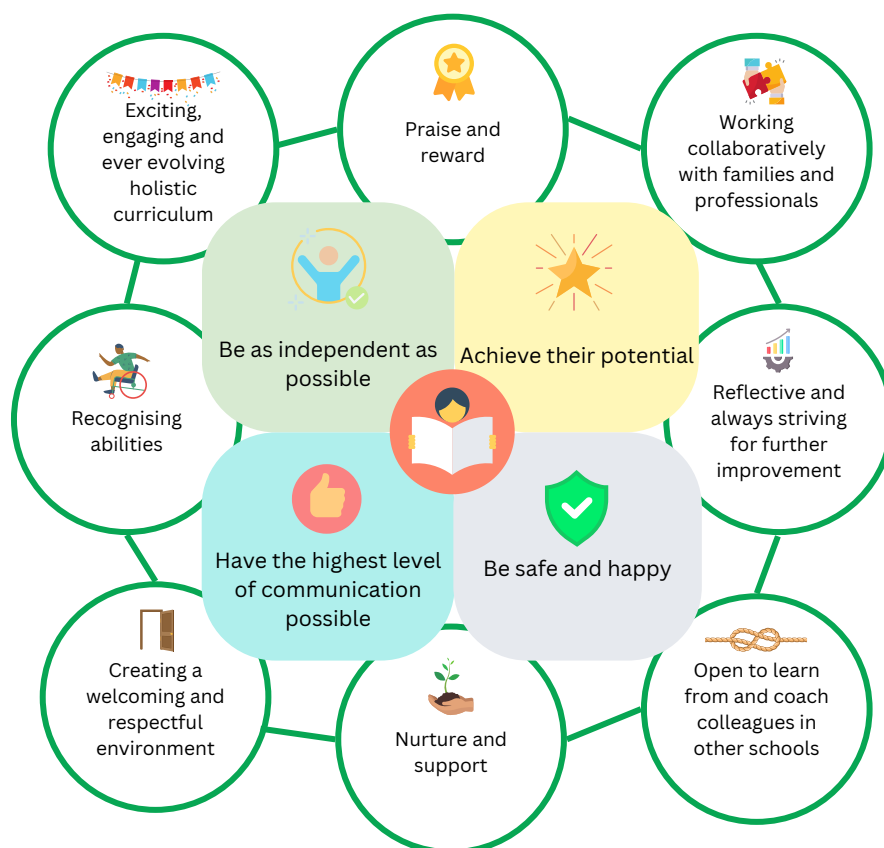 Exciting,
engaging and
ever evolving
holistic
curriculum
Praise and
reward
Working
collaboratively
with families and
professionals
Be as independent as
possible
Achieve their potential
Recognising
abilities
Reflective and
always striving
for further
improvement
Have the highest level
of communication
possible
Be safe and happy
Creating a
welcoming and
respectful
environment
Nurture and
support
Open to learn
from and coach
colleagues in
other schools